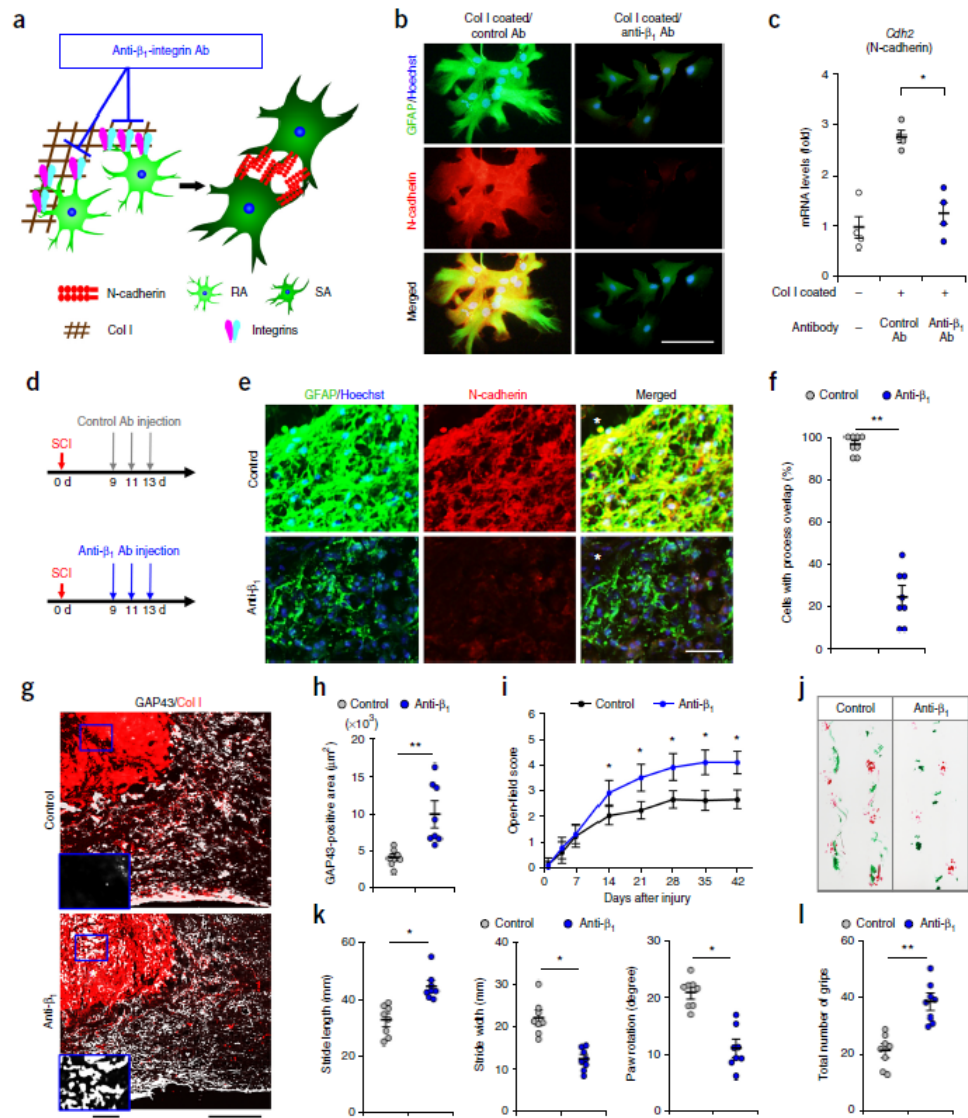 a
Anti-β1-integrin Ab
N-cadherin
RA
SA
Col I
Integrins
b
Col I coated/
control Ab
Col I coated/
anti-β1 Ab
GFAP/Hoechst
N-cadherin
Merged
c
Cdh2
(N-cadherin)
*
mRNA levels (fold)
4
3
2
1
0
Col I coated
–
+
+
Antibody
–
Control
Ab
Anti-β1
Ab
d
Control Ab injection
SCI
0 d
9
11
13 d
Anti-β1 Ab injection
SCI
0 d
9
11
13 d
e
GFAP/Hoechst
N-cadherin
Merged
Control
*
Anti-β1
*
f
Control
Anti-β1
**
Cells with process overlap (%)
100
80
60
40
20
0
g
GAP43/Col I
Control
Anti-β1
h
Control
Anti-β1
(×10³)
**
GAP43-positive area (μm²)
20
15
10
5
0
i
Control
Anti-β1
Open-field score
6
5
4
3
2
1
0
* * * * *
0 7 14 21 28 35 42
Days after injury
j
Control
Anti-β1
k
Control
Anti-β1
Stride length (mm)
60
40
20
0
*
Control
Anti-β1
Stride width (mm)
40
30
20
10
0
*
Paw rotation (degree)
30
20
10
0
*
l
Control
Anti-β1
Total number of grips
60
40
20
0
**